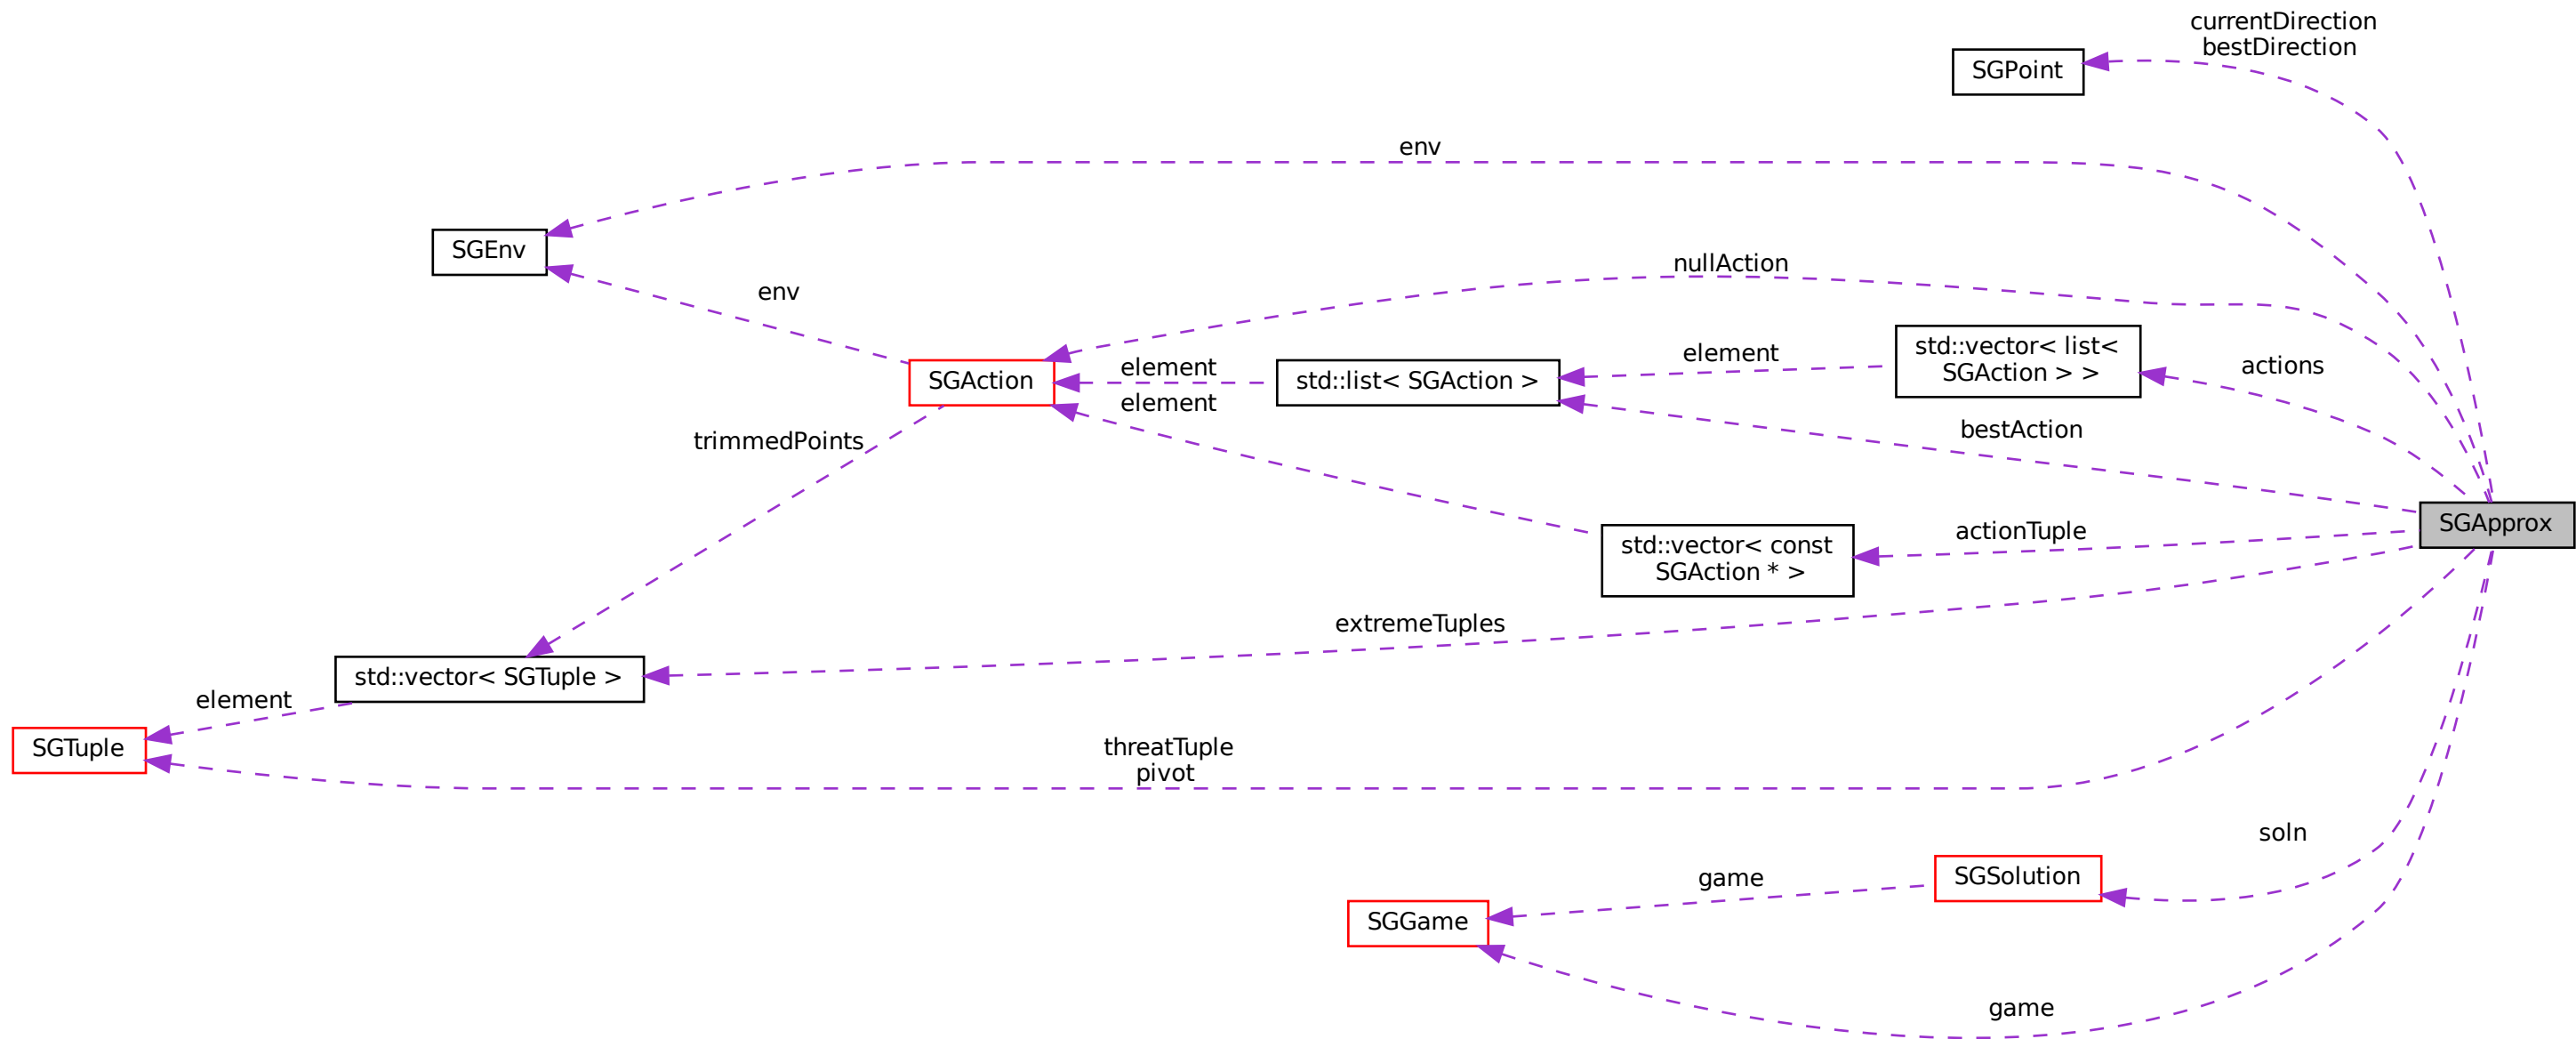 currentDirection
bestDirection
SGPoint
env
SGEnv
nullAction
env
std::vector< list<
SGAction > >
element
actions
element
SGAction
std::list< SGAction >
element
bestAction
trimmedPoints
SGApprox
actionTuple
std::vector< const
SGAction * >
extremeTuples
std::vector< SGTuple >
element
SGTuple
threatTuple
pivot
soln
game
SGSolution
SGGame
game